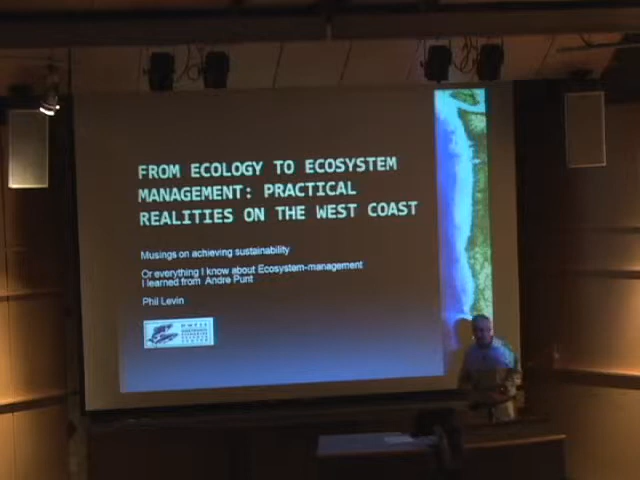 FROM ECOLOGY TO ECOSYSTEM
MANAGEMENT: PRACTICAL
REALITIES ON THE WEST COAST
Musings on achieving sustainability
Or everything I know about Ecosystem-management
I learned from Andre Punt
Phil Levin